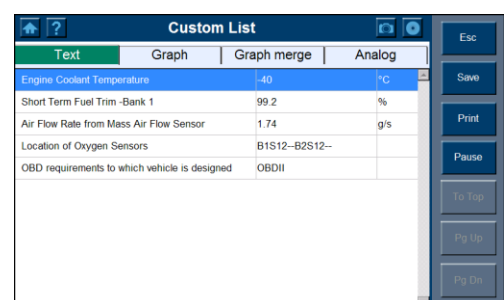 ? Custom List
Text Graph Graph merge Analog
Engine Coolant Temperature -40 °C
Short Term Fuel Trim -Bank 1 99.2 %
Air Flow Rate from Mass Air Flow Sensor 1.74 g/s
Location of Oxygen Sensors B1S12--B2S12--
OBD requirements to which vehicle is designed OBDII
Esc
Save
Print
Pause
To Top
Pg Up
Pg Dn